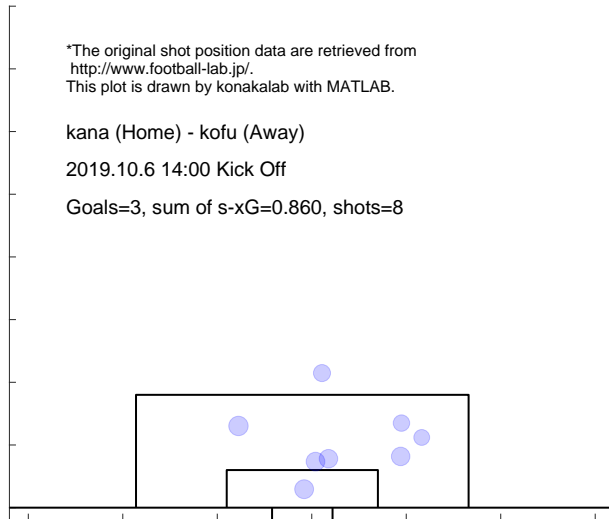 *The original shot position data are retrieved from
http://www.football-lab.jp/.
This plot is drawn by konakalab with MATLAB.
kana (Home) - kofu (Away)
2019.10.6 14:00 Kick Off
Goals=3, sum of s-xG=0.860, shots=8